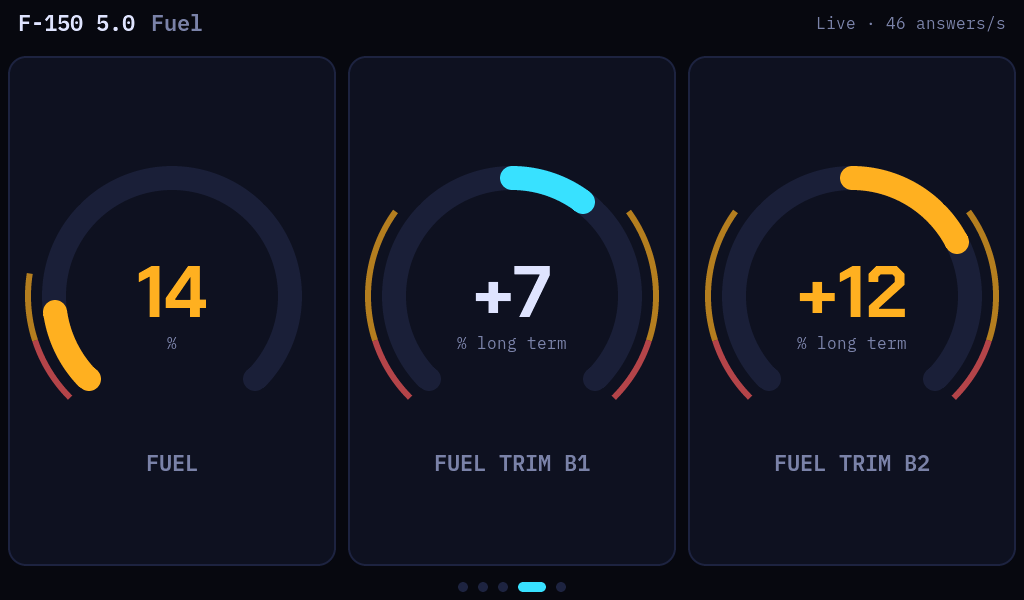 F-150 5.0 Fuel
Live · 46 answers/s
14
%
FUEL
+7
% long term
FUEL TRIM B1
+12
% long term
FUEL TRIM B2